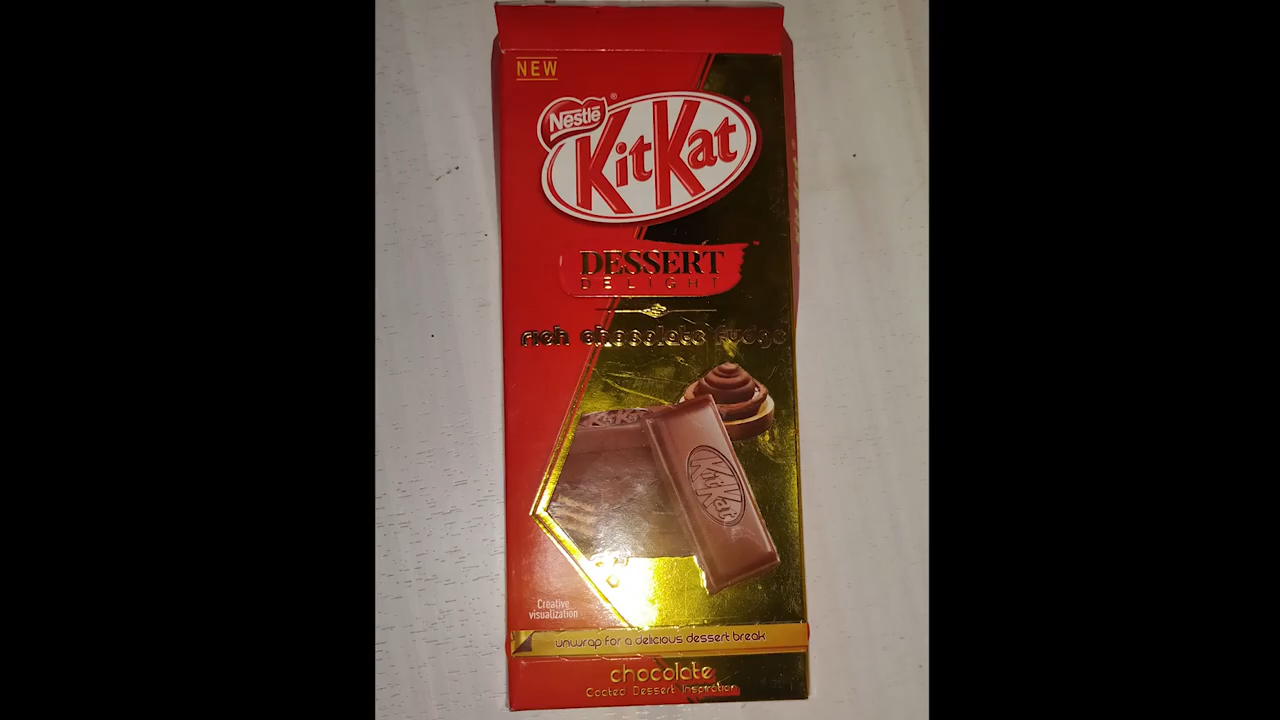 NEW
Nestlé
KitKat
DESSERT
DELIGHT
rich chocolate fudge
KitKat
KitKat
Creative
visualization
unwrap for a delicious dessert break
chocolate
Coated Dessert Inspiration